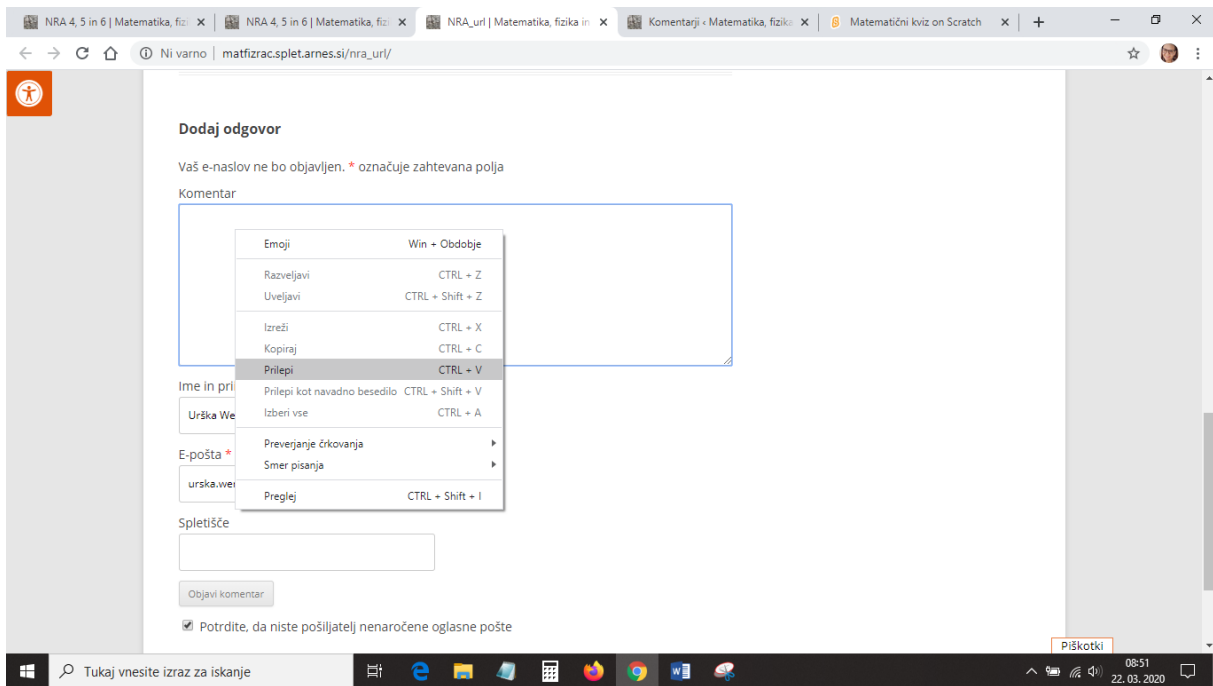 NRA 4, 5 in 6 | Matematika, fizi
NRA 4, 5 in 6 | Matematika, fizi
NRA_url | Matematika, fizika in
Komentarji ‹ Matematika, fizika
Matematični kviz on Scratch
Ni varno | matfizrac.splet.arnes.si/nra_url/
Dodaj odgovor
Vaš e-naslov ne bo objavljen. * označuje zahtevana polja
Komentar
Emoji Win + Obdobje
Razveljavi CTRL + Z
Uveljavi CTRL + Shift + Z
Izreži CTRL + X
Kopiraj CTRL + C
Prilepi CTRL + V
Prilepi kot navadno besedilo CTRL + Shift + V
Izberi vse CTRL + A
Preverjanje črkovanja
Smer pisanja
Preglej CTRL + Shift + I
Ime in pri
Urška We
E-pošta *
urska.wei
Spletišče
Objavi komentar
Potrdite, da niste pošiljatelj nenaročene oglasne pošte
Piškotki
Tukaj vnesite izraz za iskanje
08:51
22. 03. 2020